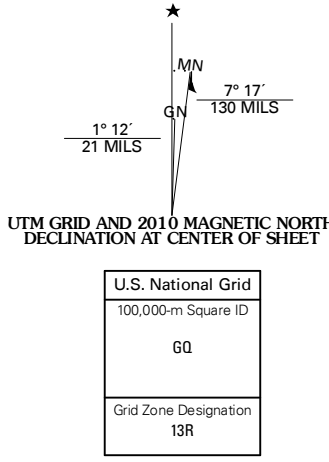 ★
MN
7° 17´
130 MILS
GN
1° 12´
21 MILS
UTM GRID AND 2010 MAGNETIC NORTH
DECLINATION AT CENTER OF SHEET
U.S. National Grid
100,000-m Square ID
GQ
Grid Zone Designation
13R